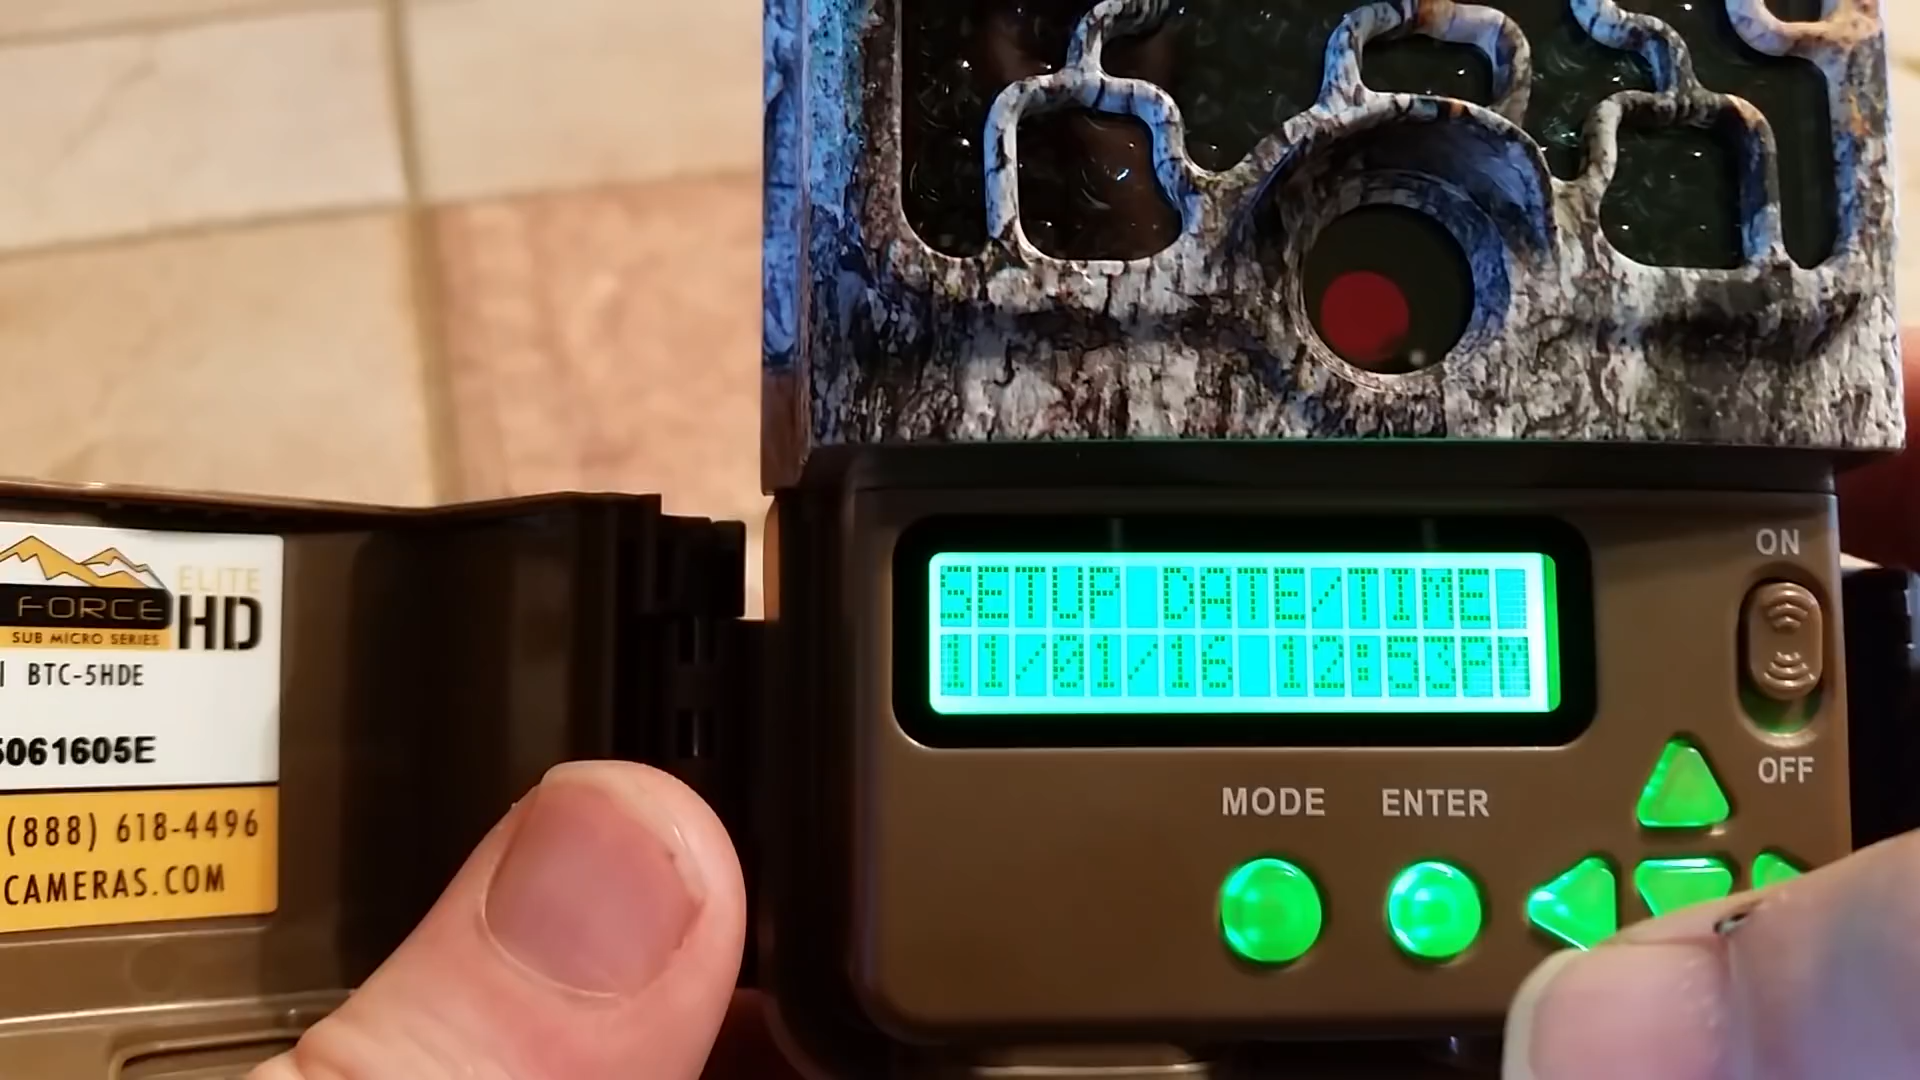 ELITE
FORCE HD
SUB MICRO SERIES
BTC-5HDE
5061605E
(888) 618-4496
CAMERAS.COM
SETUP DATE/TIME
11/01/16 12:53PM
ON
OFF
MODE ENTER